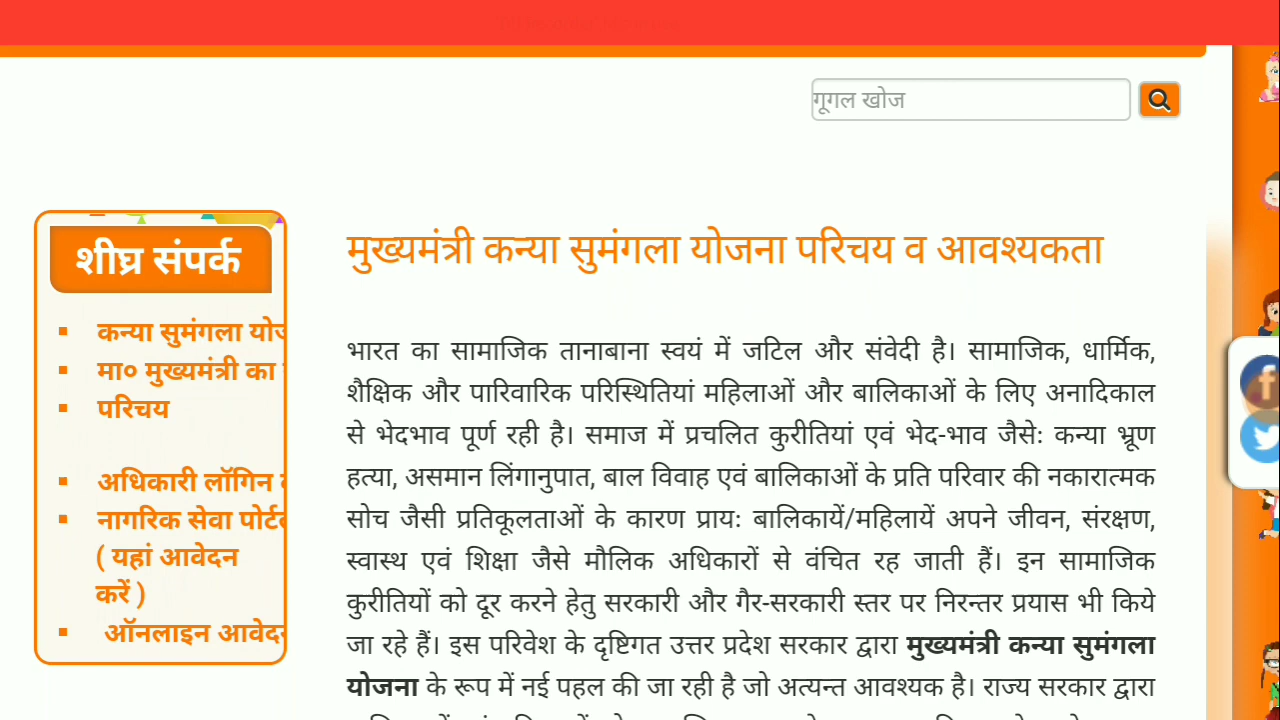 गूगल खोज
शीघ्र संपर्क
कन्या सुमंगला
मा० मुख्यमंत्री का
परिचय
अधिकारी लॉगिन
नागरिक सेवा
( यहां आवेदन
करें )
ऑनलाइन
मुख्यमंत्री कन्या सुमंगला योजना परिचय व आवश्यकता
भारत का सामाजिक तानाबाना स्वयं में जटिल और संवेदी है। सामाजिक, धार्मिक,
शैक्षिक और पारिवारिक परिस्थितियां महिलाओं और बालिकाओं के लिए अनादिकाल
से भेदभाव पूर्ण रही है। समाज में प्रचलित कुरीतियां एवं भेद-भाव जैसेः कन्या भ्रूण
हत्या, असमान लिंगानुपात, बाल विवाह एवं बालिकाओं के प्रति परिवार की नकारात्मक
सोच जैसी प्रतिकूलताओं के कारण प्रायः बालिकायें/महिलायें अपने जीवन, संरक्षण,
स्वास्थ एवं शिक्षा जैसे मौलिक अधिकारों से वंचित रह जाती हैं। इन सामाजिक
कुरीतियों को दूर करने हेतु सरकारी और गैर-सरकारी स्तर पर निरन्तर प्रयास भी किये
जा रहे हैं। इस परिवेश के दृष्टिगत उत्तर प्रदेश सरकार द्वारा मुख्यमंत्री कन्या सुमंगला
योजना के रूप में नई पहल की जा रही है जो अत्यन्त आवश्यक है। राज्य सरकार द्वारा